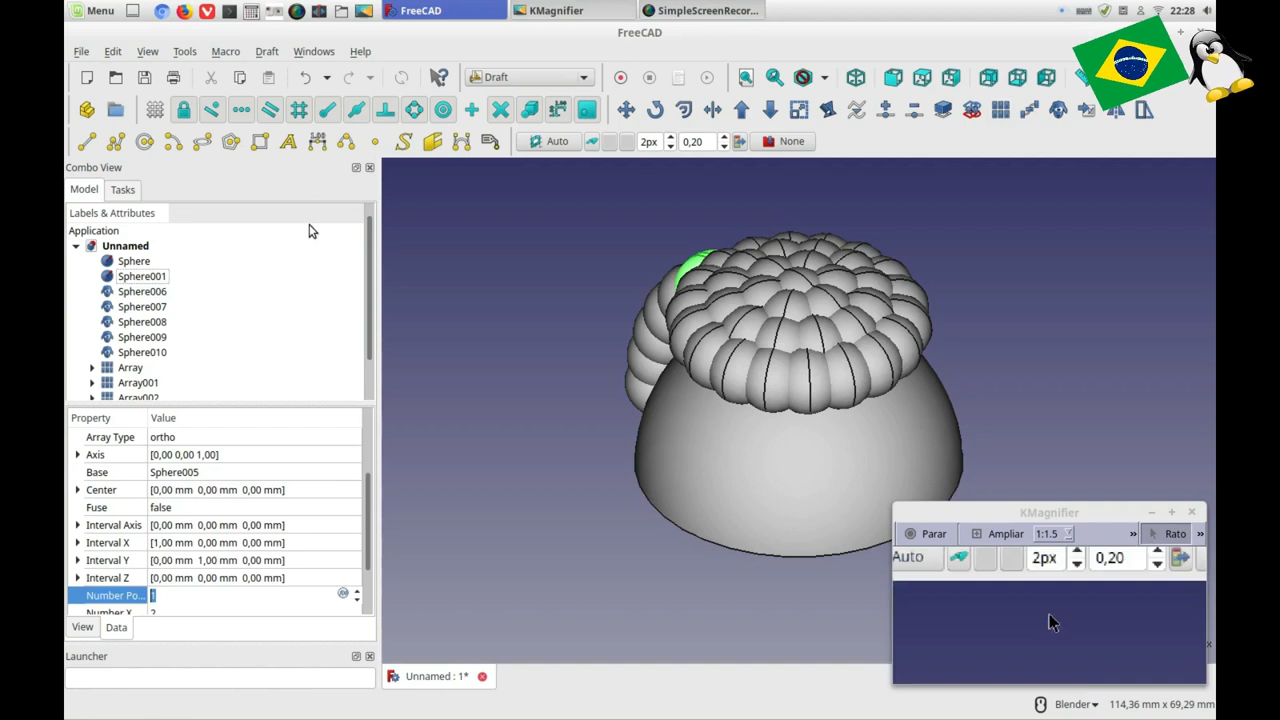 Menu
FreeCAD
KMagnifier
SimpleScreenRecor...
22:28
FreeCAD
File Edit View Tools Macro Draft Windows Help
Draft
Auto
2px
0,20
None
Combo View
Model Tasks
Labels & Attributes
Application
Unnamed
Sphere
Sphere001
Sphere006
Sphere007
Sphere008
Sphere009
Sphere010
Array
Array001
Array002
Property Value
Array Type ortho
Axis [0,00 0,00 1,00]
Base Sphere005
Center [0,00 mm 0,00 mm 0,00 mm]
Fuse false
Interval Axis [0,00 mm 0,00 mm 0,00 mm]
Interval X [1,00 mm 0,00 mm 0,00 mm]
Interval Y [0,00 mm 1,00 mm 0,00 mm]
Interval Z [0,00 mm 0,00 mm 0,00 mm]
Number Po... 1
Number X 2
View Data
Launcher
Unnamed : 1*
KMagnifier
Parar Ampliar 1:1.5 » Rato »
Auto 2px 0,20
Blender
114,36 mm x 69,29 mm